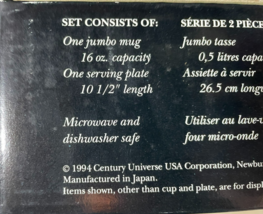 SET CONSISTS OF:
SÉRIE DE 2 PIÈCE
One jumbo mug
16 oz. capacity
One serving plate
10 1/2" length
Jumbo tasse
0,5 litres capa
Assiette à servir
26.5 cm longu
Microwave and
dishwasher safe
Utiliser au lave-v
four micro-onde
© 1994 Century Universe USA Corporation, Newbu
Manufactured in Japan.
Items shown, other than cup and plate, are for displ